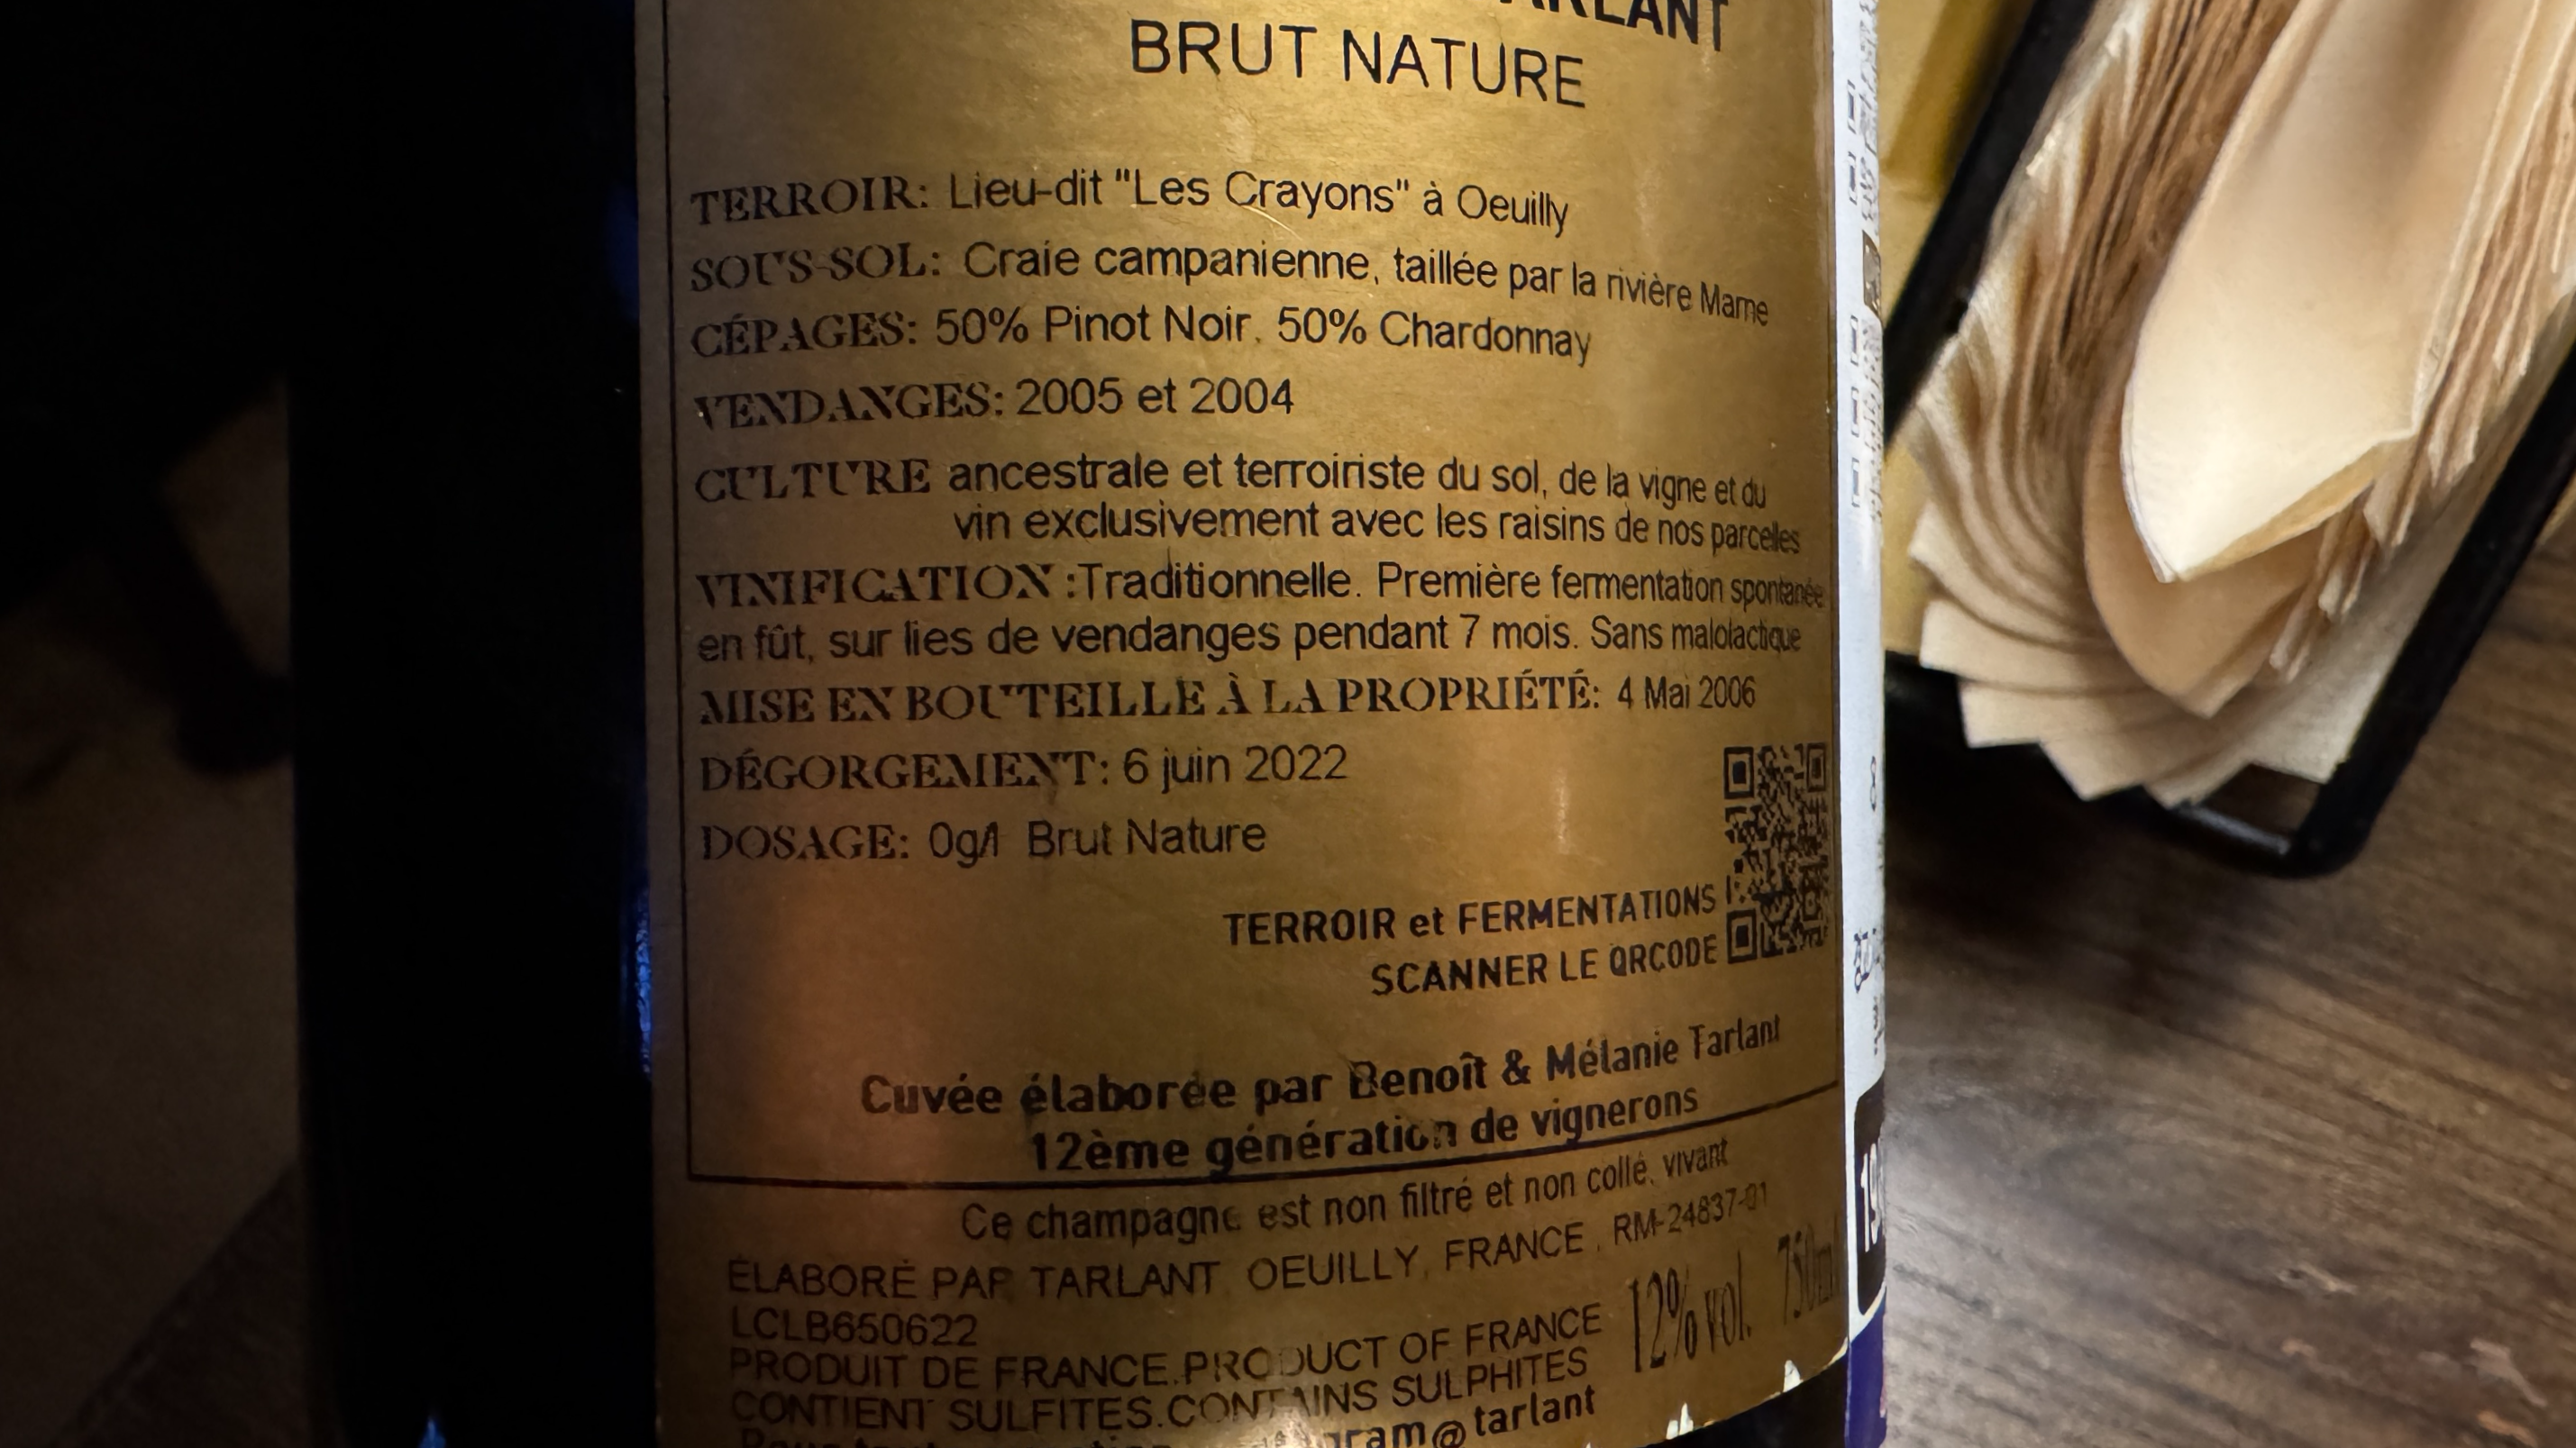 BRUT NATURE
TERROIR: Lieu-dit "Les Crayons" à Oeuilly
SOUS-SOL: Craie campanienne, taillée par la rivière Marne
CÉPAGES: 50% Pinot Noir, 50% Chardonnay
VENDANGES: 2005 et 2004
CULTURE ancestrale et terroiriste du sol, de la vigne et du
vin exclusivement avec les raisins de nos parcelles
VINIFICATION :Traditionnelle. Première fermentation spontanée
en fût, sur lies de vendanges pendant 7 mois. Sans malolactique
MISE EN BOUTEILLE À LA PROPRIÉTÉ: 4 Mai 2006
DÉGORGEMENT: 6 juin 2022
DOSAGE: 0g/l Brut Nature
TERROIR et FERMENTATIONS
SCANNER LE QRCODE
Cuvée élaborée par Benoît & Mélanie Tarlant
12ème génération de vignerons
Ce champagne est non filtré et non collé, vivant
ÉLABORÉ PAR TARLANT, OEUILLY, FRANCE, RM-24837-01
LCLB650622
PRODUIT DE FRANCE.PRODUCT OF FRANCE
12% vol. 750ml
CONTIENT SULFITES.CONTAINS SULPHITES
@tarlant